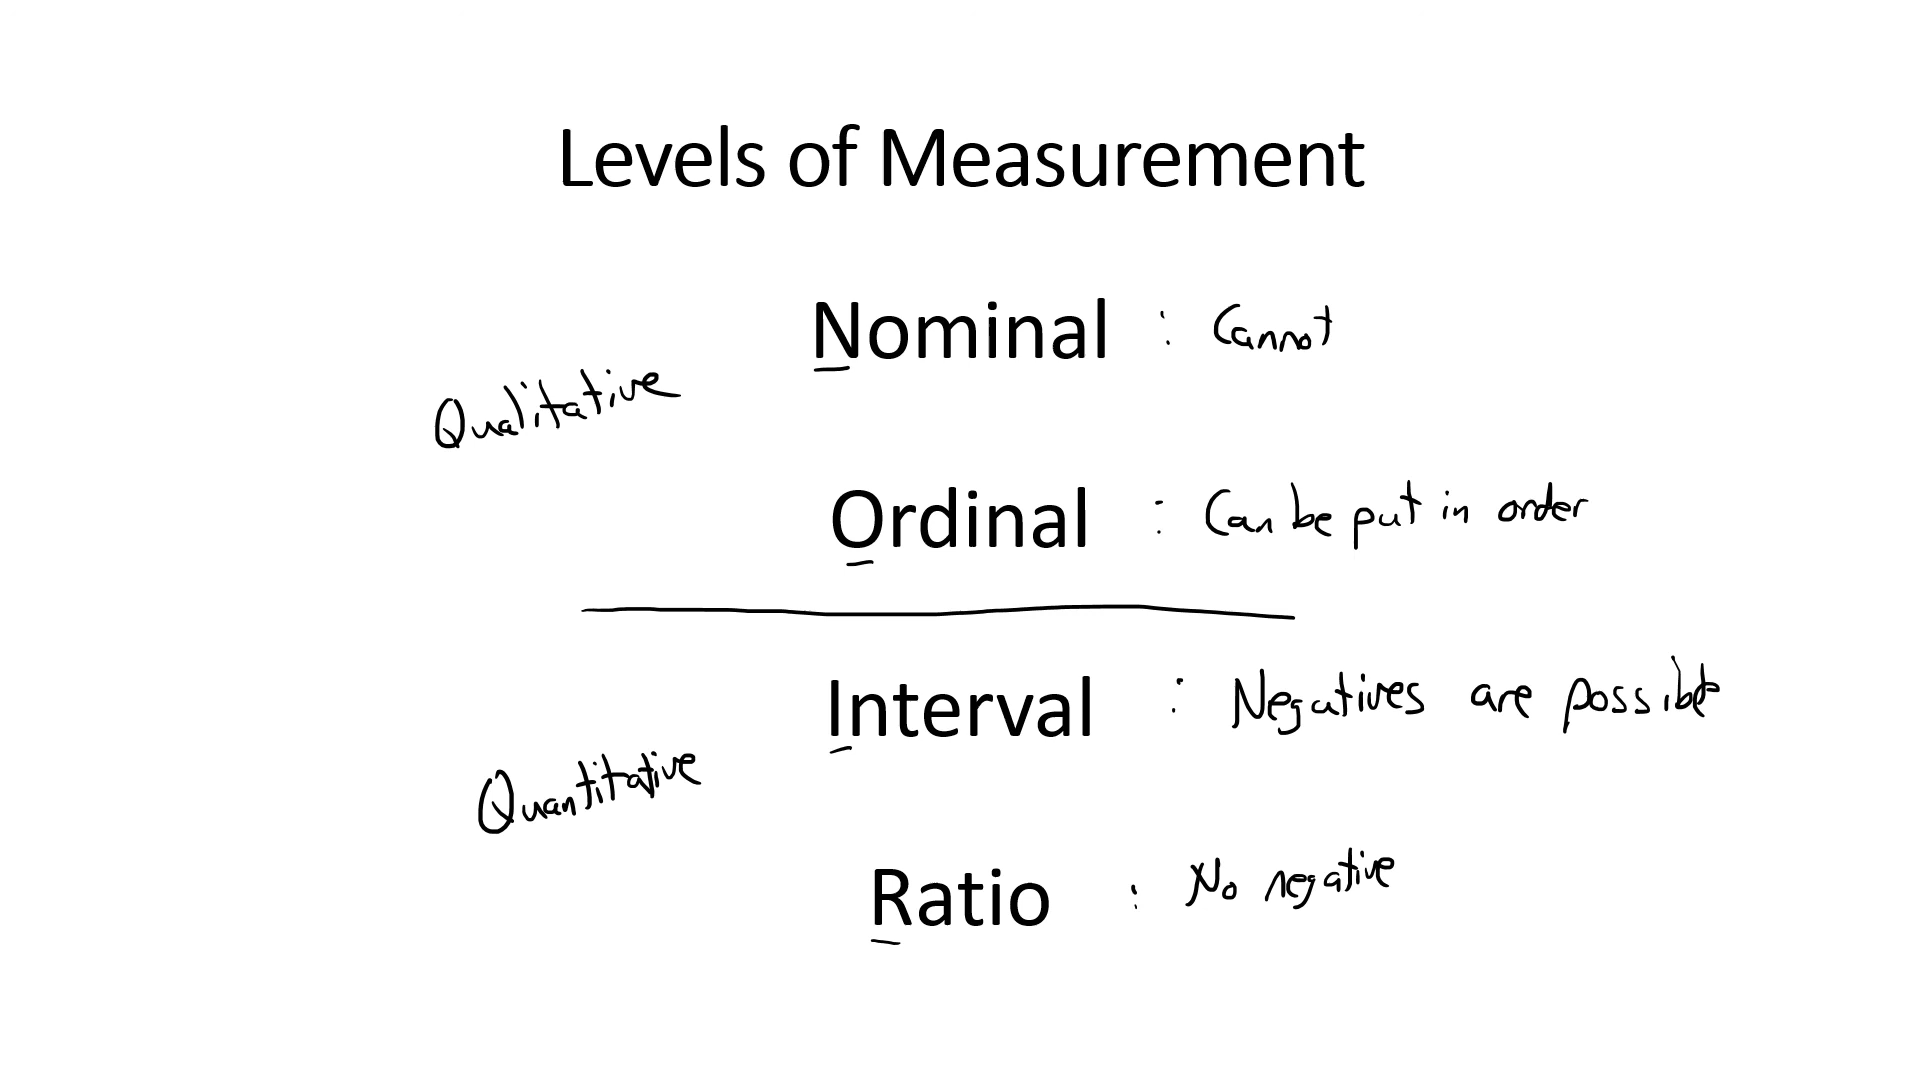 Levels of Measurement
Nominal : Cannot
Qualitative
Ordinal : Can be put in order
Interval : Negatives are possible
Quantitative
Ratio : No negative